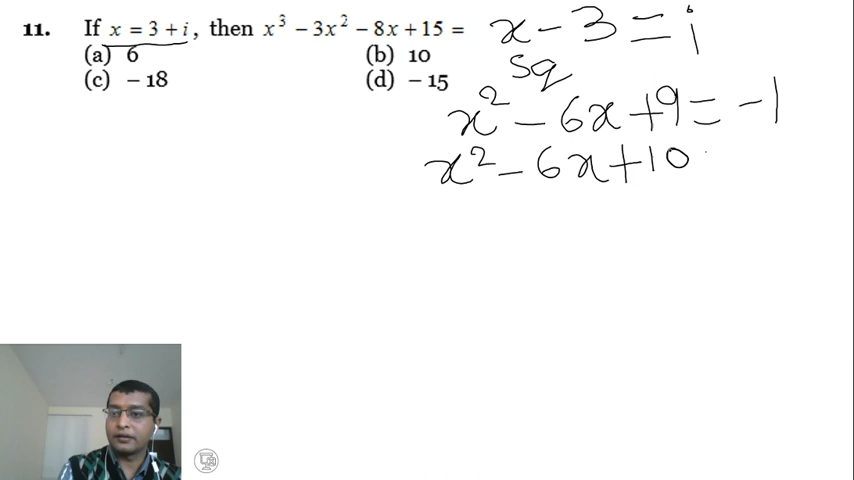 11. If x = 3 + i, then x³ − 3x² − 8x + 15 =
(a) 6 (b) 10
(c) − 18 (d) − 15
x − 3 = i
sq
x² − 6x + 9 = −1
x² − 6x + 10